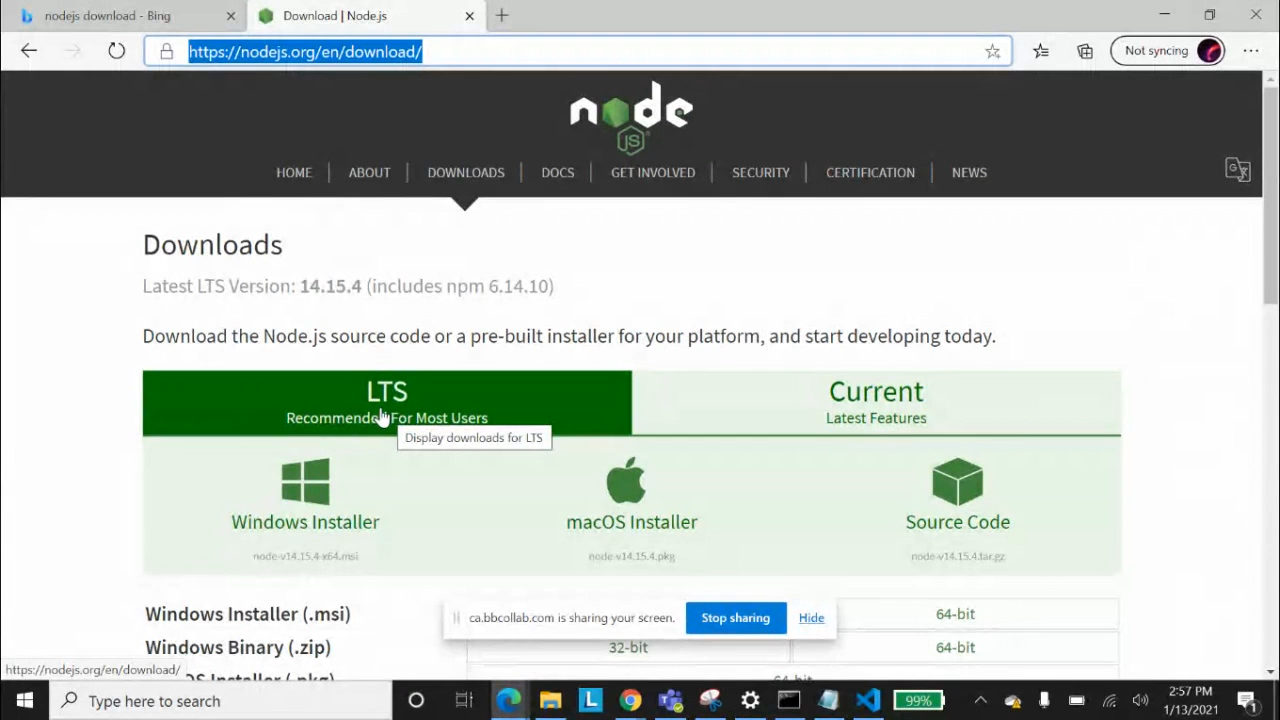 nodejs download - Bing
Download | Node.js
https://nodejs.org/en/download/
Not syncing
node
JS
HOME
ABOUT
DOWNLOADS
DOCS
GET INVOLVED
SECURITY
CERTIFICATION
NEWS
Downloads
Latest LTS Version: 14.15.4 (includes npm 6.14.10)
Download the Node.js source code or a pre-built installer for your platform, and start developing today.
LTS
Recommended For Most Users
Current
Latest Features
Display downloads for LTS
Windows Installer
macOS Installer
Source Code
node-v14.15.4-x64.msi
node-v14.15.4.pkg
node-v14.15.4.tar.gz
Windows Installer (.msi)
64-bit
ca.bbcollab.com is sharing your screen.
Stop sharing
Hide
Windows Binary (.zip)
32-bit
64-bit
https://nodejs.org/en/download/
OS Installer (.pkg)
64-bit
Type here to search
99%
2:57 PM
1/13/2021
1